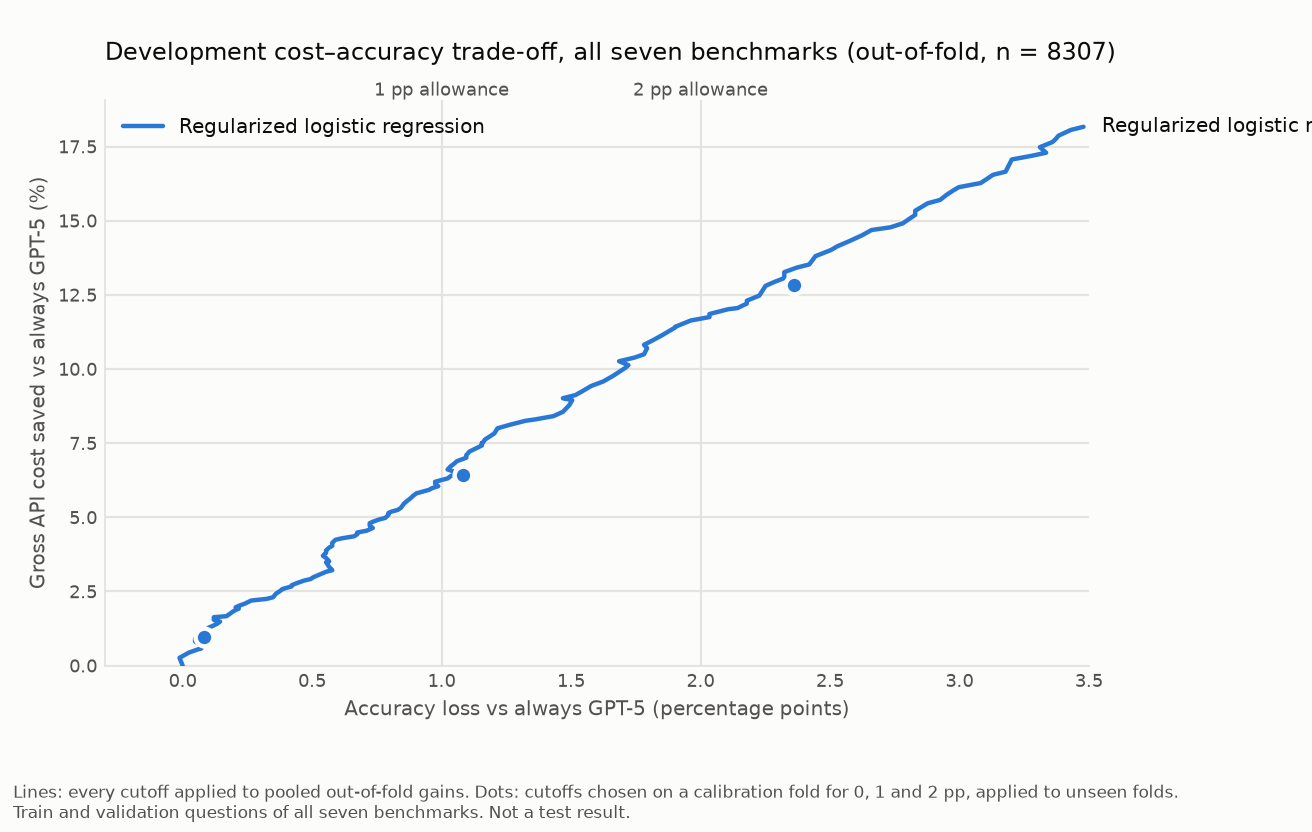 Development cost–accuracy trade-off, all seven benchmarks (out-of-fold, n = 8307)
1 pp allowance
2 pp allowance
Regularized logistic regression
Regularized logistic r
17.5
15.0
12.5
10.0
7.5
5.0
2.5
0.0
Gross API cost saved vs always GPT-5 (%)
0.0 0.5 1.0 1.5 2.0 2.5 3.0 3.5
Accuracy loss vs always GPT-5 (percentage points)
Lines: every cutoff applied to pooled out-of-fold gains. Dots: cutoffs chosen on a calibration fold for 0, 1 and 2 pp, applied to unseen folds.
Train and validation questions of all seven benchmarks. Not a test result.